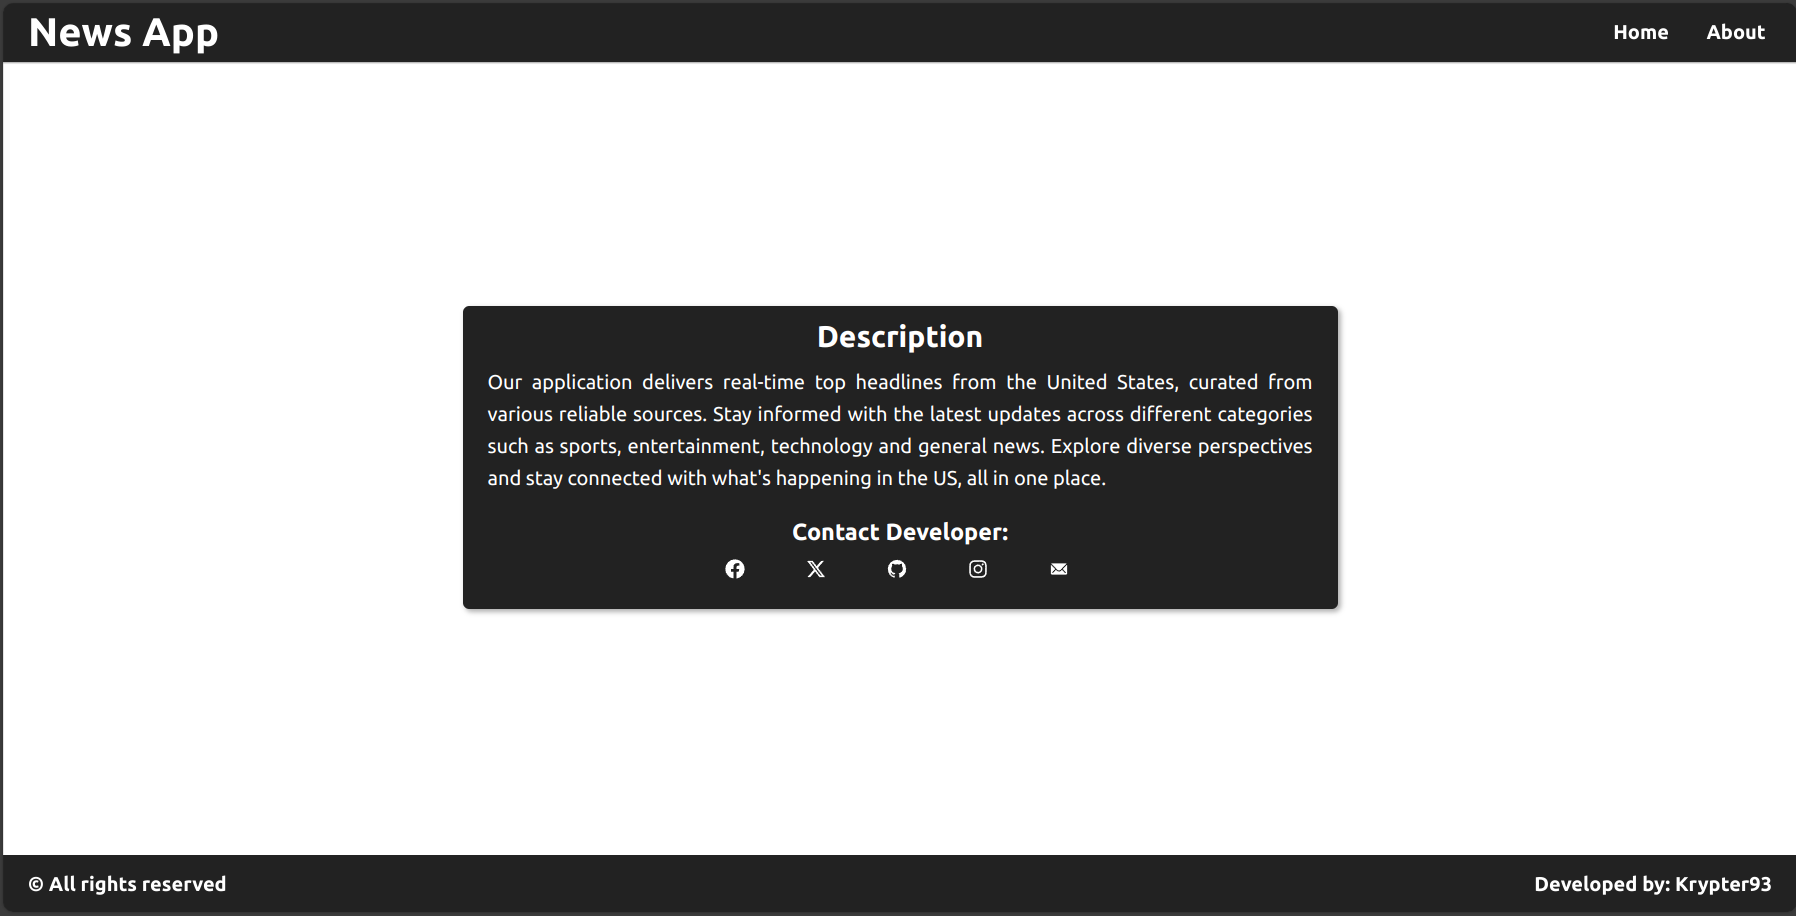 News App
Home About
Description
Our application delivers real-time top headlines from the United States, curated from
various reliable sources. Stay informed with the latest updates across different categories
such as sports, entertainment, technology and general news. Explore diverse perspectives
and stay connected with what's happening in the US, all in one place.
Contact Developer:
© All rights reserved
Developed by: Krypter93